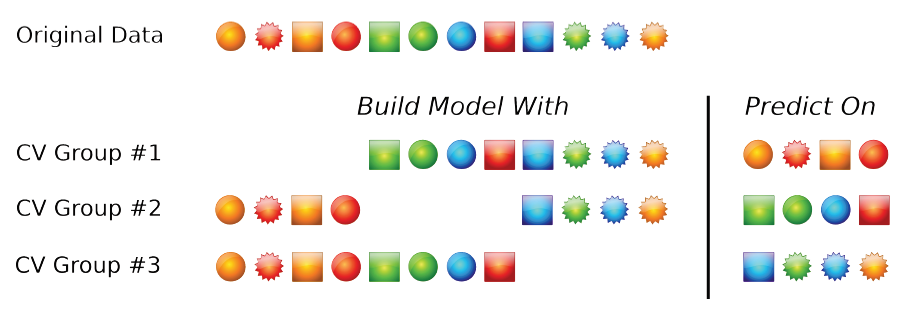 Original Data
Build Model With
Predict On
CV Group #1
CV Group #2
CV Group #3